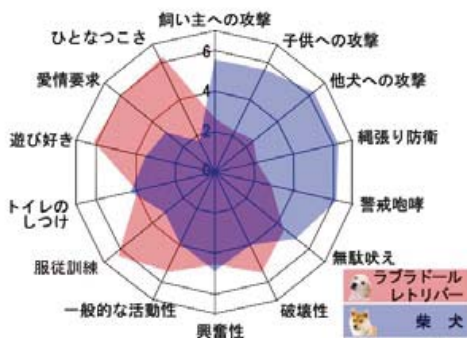 飼い主への攻撃
子供への攻撃
他犬への攻撃
縄張り防衛
警戒咆哮
無駄吠え
破壊性
興奮性
一般的な活動性
服従訓練
トイレの
しつけ
遊び好き
愛情要求
ひとなつこさ
6
4
2
0
ラブラドール
レトリバー
柴 犬